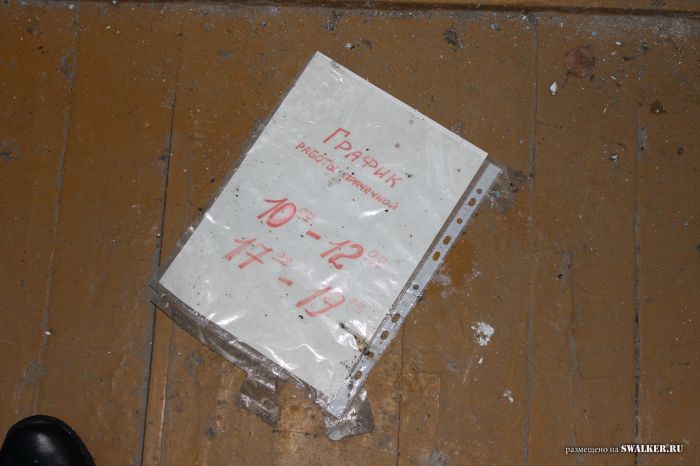 ГРАФИК
РАБОТЫ ПРАЧЕЧНОЙ
10⁰⁰ - 12⁰⁰
17⁰⁰ - 19⁰⁰
размещено на SWALKER.RU